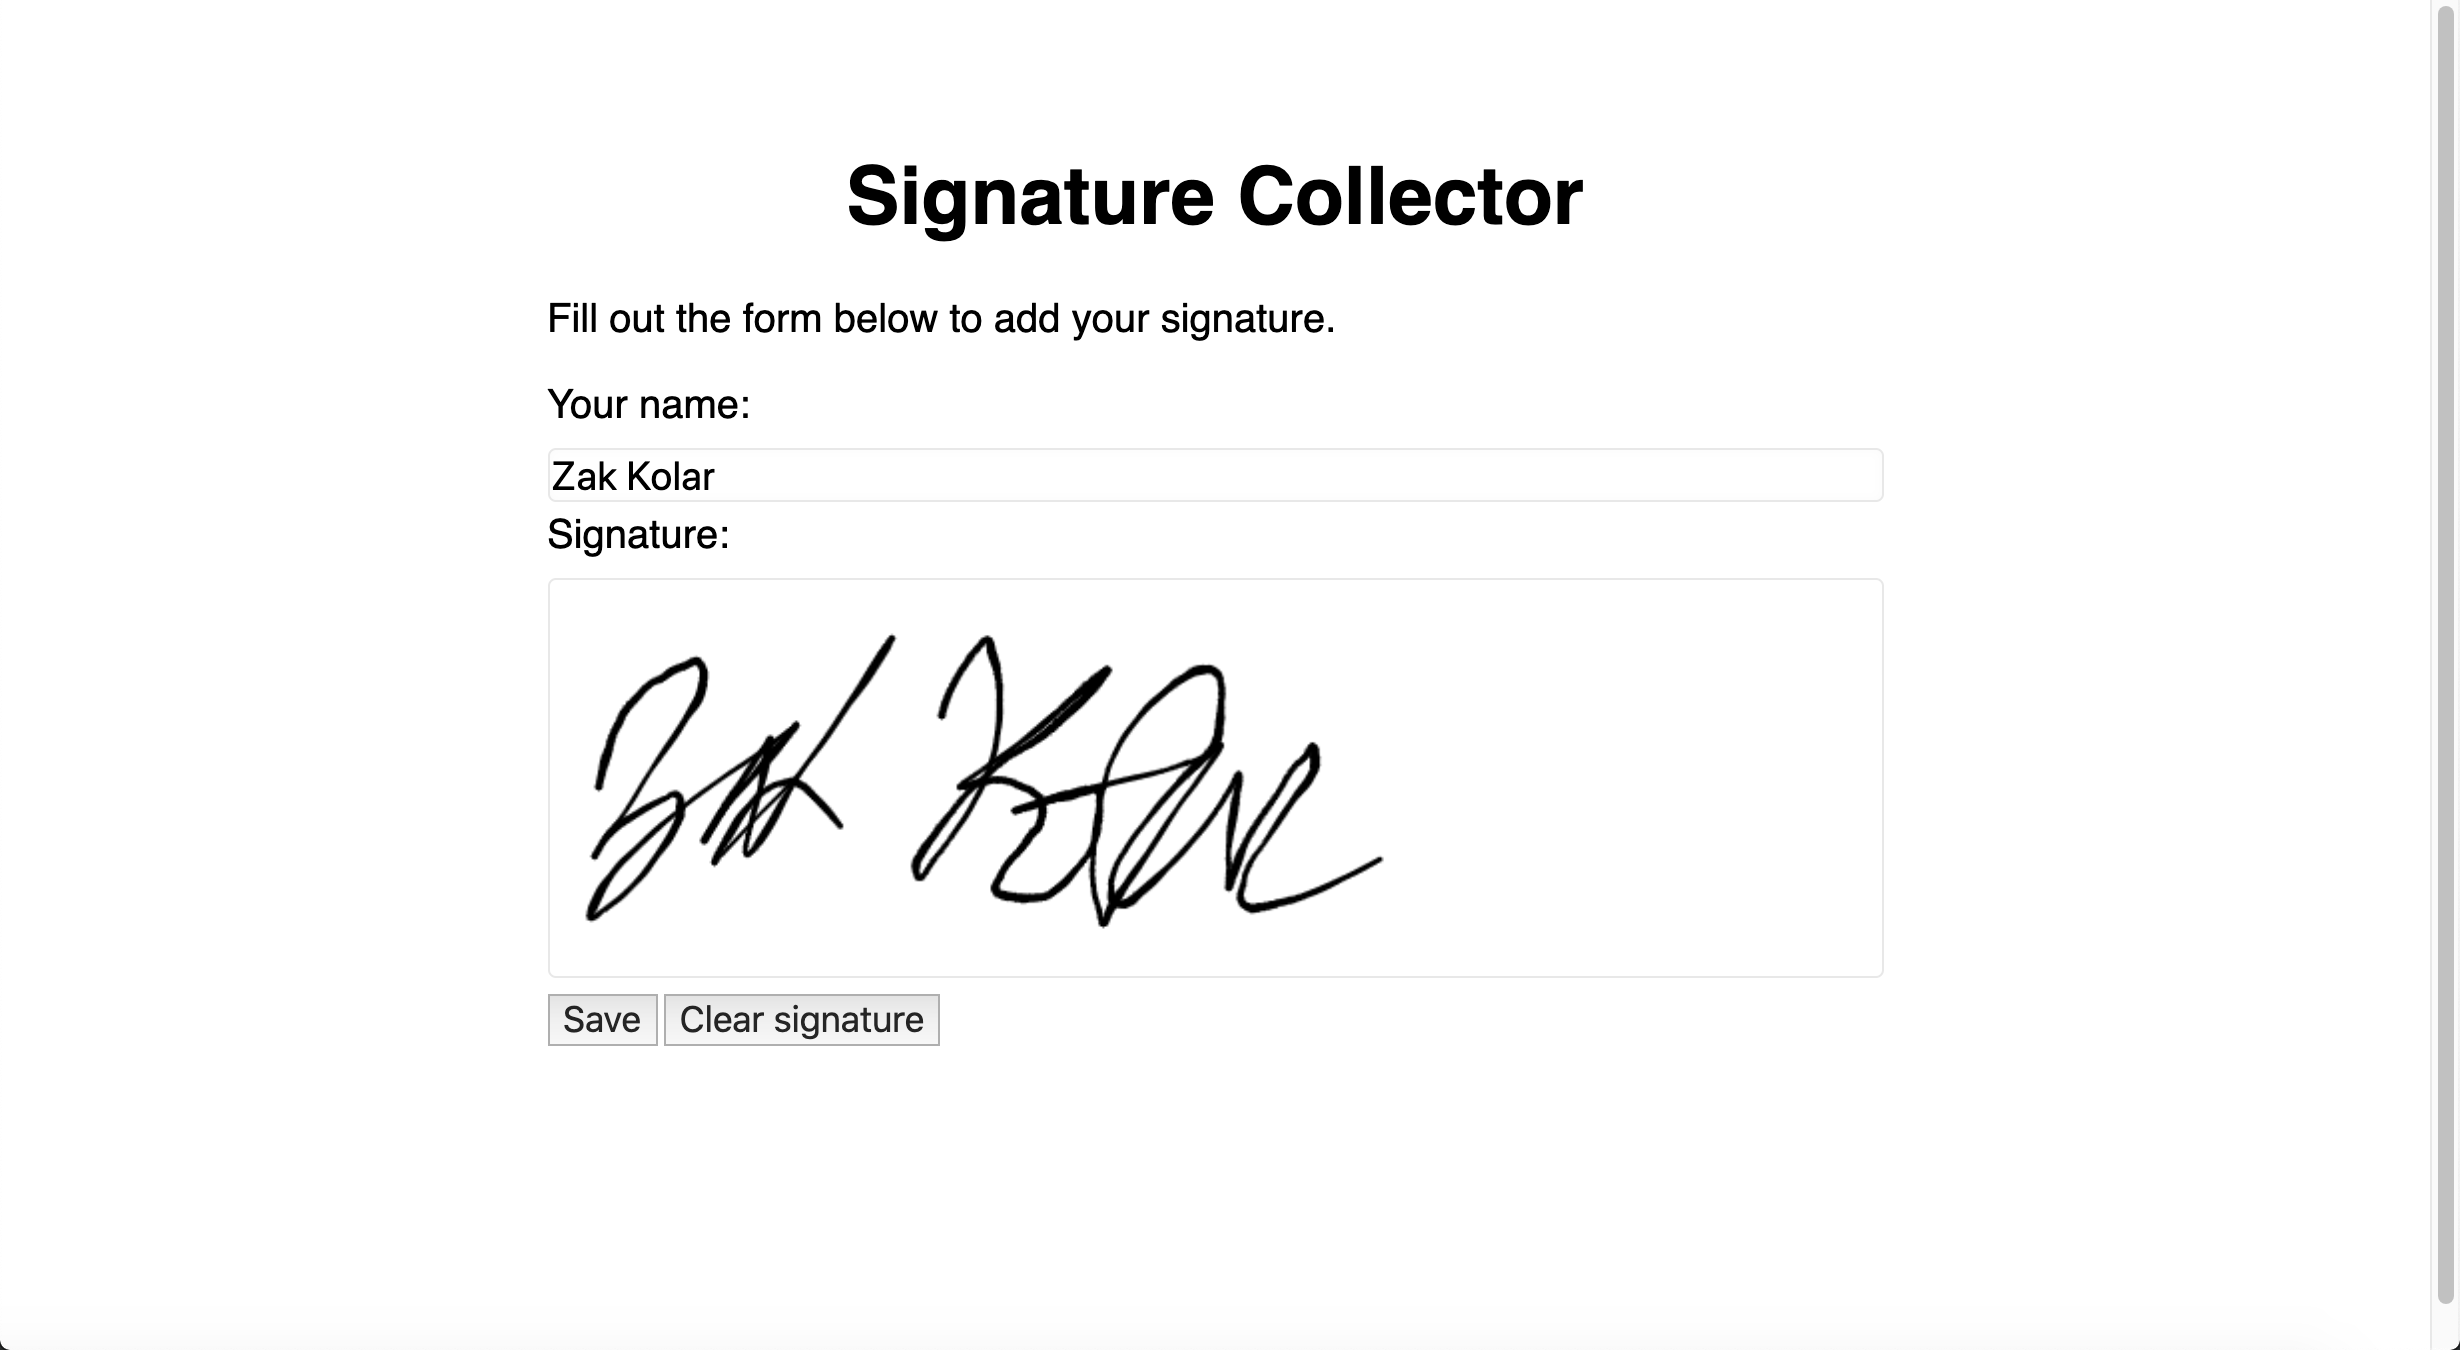 Signature Collector
Fill out the form below to add your signature.
Your name:
Zak Kolar
Signature:
Zak Kolar
Save Clear signature